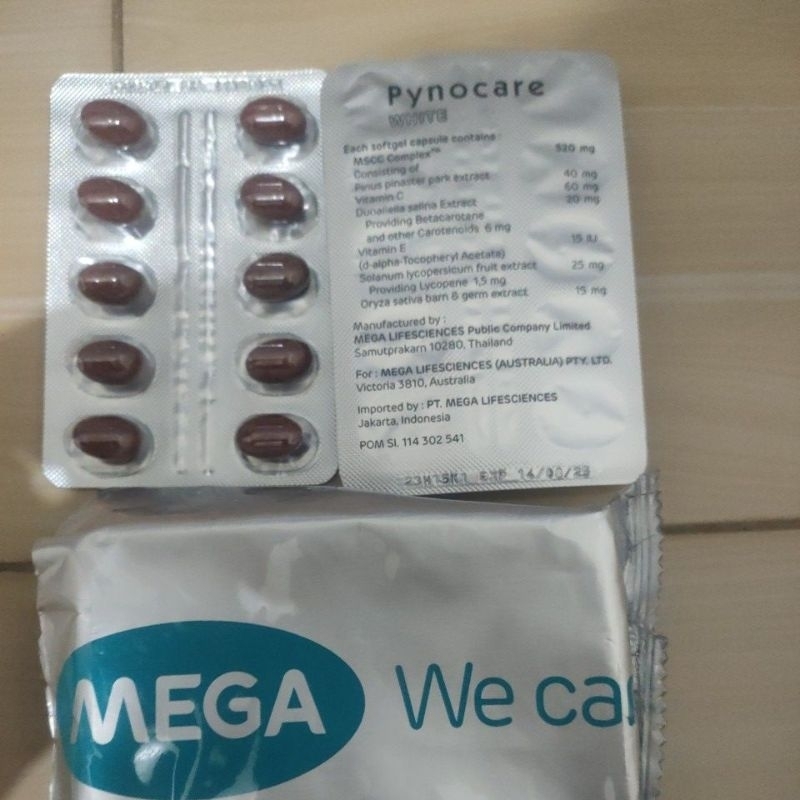 Pynocare
WHITE
Each softgel capsule contains :
MSCC Complex™ 520 mg
Consisting of
Pinus pinaster park extract 40 mg
Vitamin C 60 mg
Dunaliella salina Extract 20 mg
Providing Betacarotene
and other Carotenoids 6 mg
Vitamin E 15 IU
(d-alpha-Tocopheryl Acetate)
Solanum lycopersicum fruit extract 25 mg
Providing Lycopene 1,5 mg
Oryza sativa barn & germ extract 15 mg
Manufactured by :
MEGA LIFESCIENCES Public Company Limited
Samutprakarn 10280, Thailand
For : MEGA LIFESCIENCES (AUSTRALIA) PTY. LTD.
Victoria 3810, Australia
Imported by : PT. MEGA LIFESCIENCES
Jakarta, Indonesia
POM SI. 114 302 541
EXP
MEGA We ca